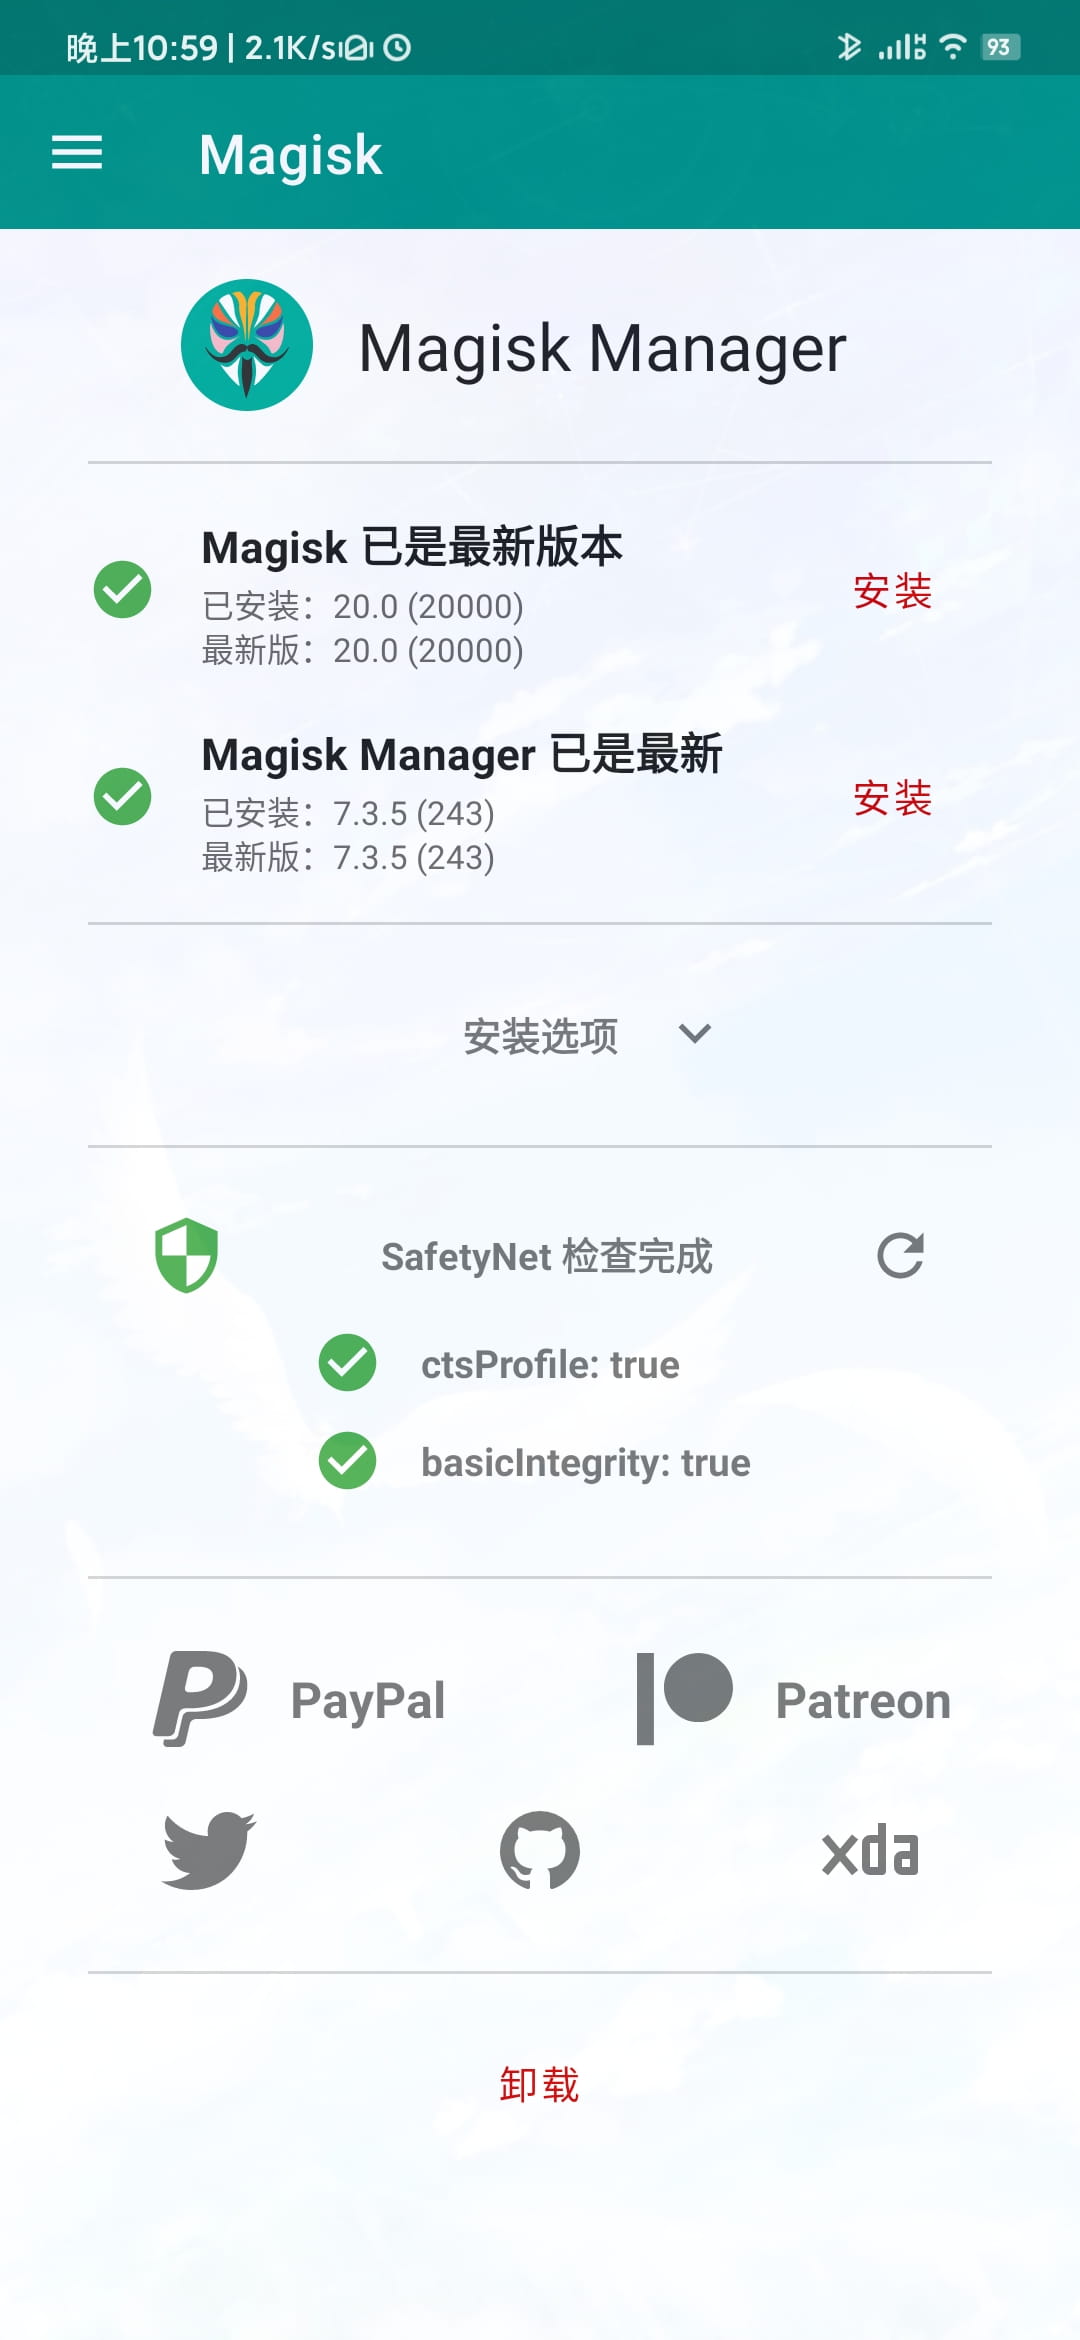 晚上10:59 | 2.1K/s
HD
93
Magisk
Magisk Manager
Magisk 已是最新版本
已安装：20.0 (20000)
最新版：20.0 (20000)
安装
Magisk Manager 已是最新
已安装：7.3.5 (243)
最新版：7.3.5 (243)
安装
安装选项
SafetyNet 检查完成
ctsProfile: true
basicIntegrity: true
PayPal
Patreon
xda
卸载